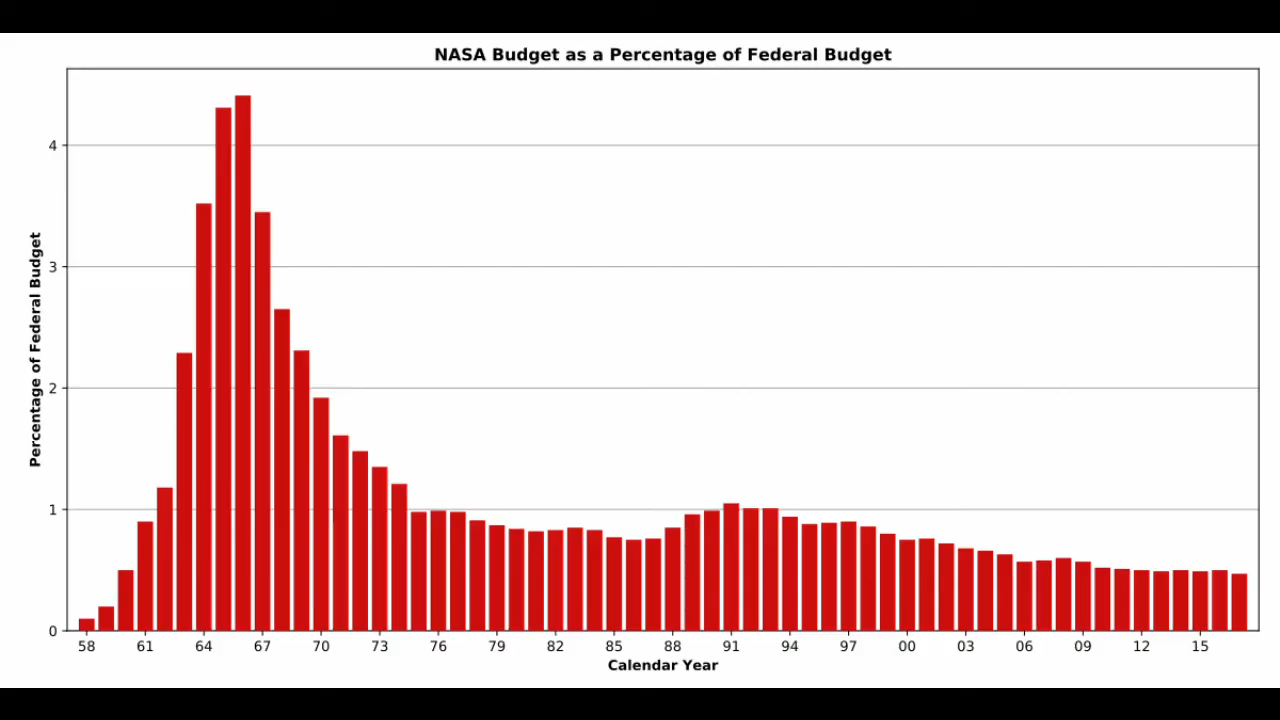 NASA Budget as a Percentage of Federal Budget
Percentage of Federal Budget
4
3
2
1
0
58 61 64 67 70 73 76 79 82 85 88 91 94 97 00 03 06 09 12 15
Calendar Year